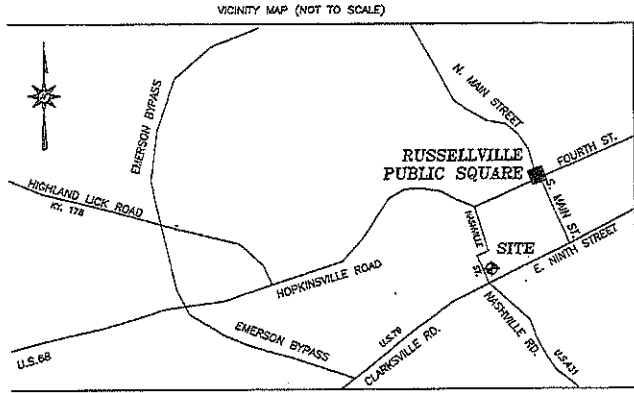 VICINITY MAP (NOT TO SCALE)
N. MAIN STREET
EMERSON BYPASS
RUSSELLVILLE
PUBLIC SQUARE
FOURTH ST.
S. MAIN ST.
HIGHLAND LICK ROAD
KY. 178
NASHVILLE
ST.
SITE
E. NINTH STREET
HOPKINSVILLE ROAD
EMERSON BYPASS
U.S.79
CLARKSVILLE RD.
NASHVILLE RD.
U.S.431
U.S.68